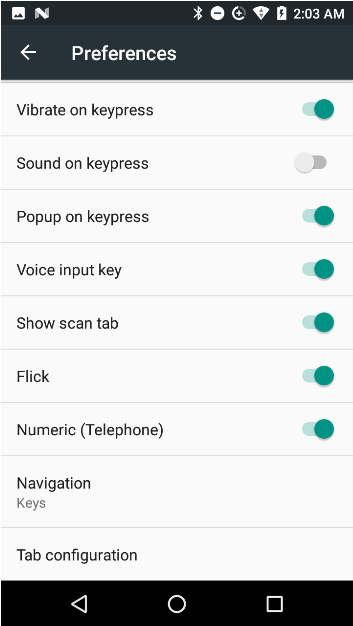 2:03 AM
Preferences
Vibrate on keypress
Sound on keypress
Popup on keypress
Voice input key
Show scan tab
Flick
Numeric (Telephone)
Navigation
Keys
Tab configuration